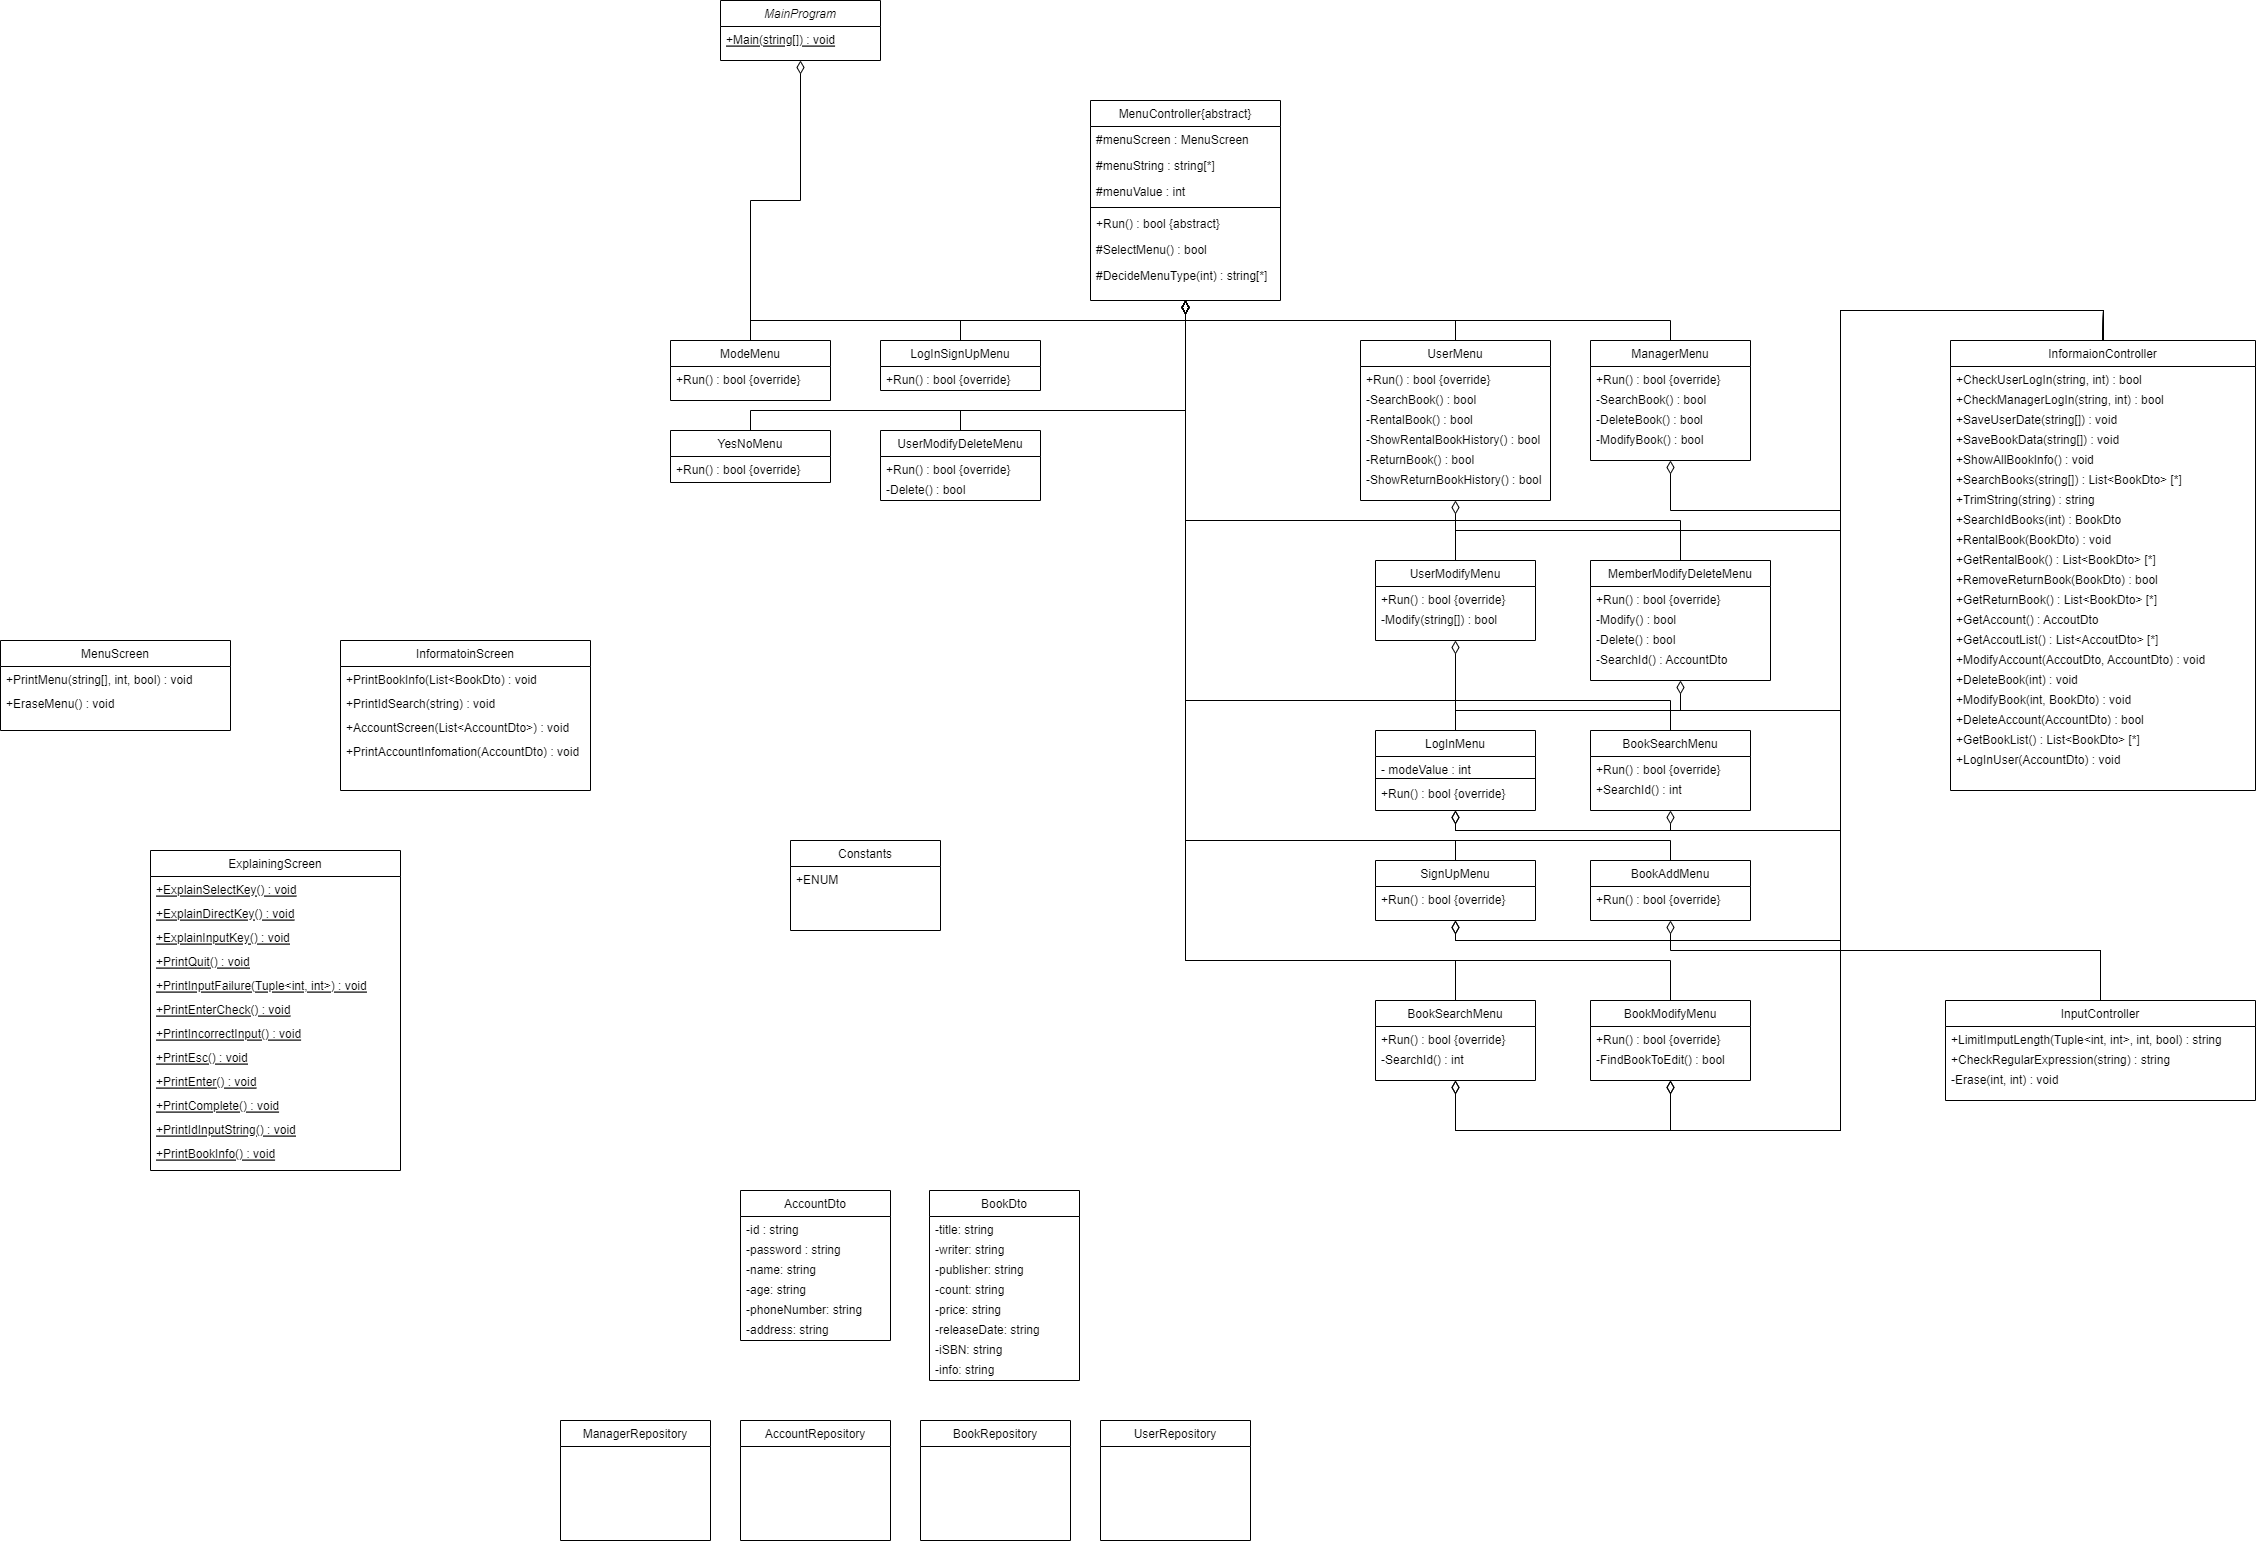 MainProgram
+Main(string[]) : void
MenuController{abstract}
#menuScreen : MenuScreen
#menuString : string[*]
#menuValue : int
+Run() : bool {abstract}
#SelectMenu() : bool
#DecideMenuType(int) : string[*]
ModeMenu
+Run() : bool {override}
LogInSignUpMenu
+Run() : bool {override}
UserMenu
+Run() : bool {override}
-SearchBook() : bool
-RentalBook() : bool
-ShowRentalBookHistory() : bool
-ReturnBook() : bool
-ShowReturnBookHistory() : bool
ManagerMenu
+Run() : bool {override}
-SearchBook() : bool
-DeleteBook() : bool
-ModifyBook() : bool
InformaionController
+CheckUserLogIn(string, int) : bool
+CheckManagerLogIn(string, int) : bool
+SaveUserDate(string[]) : void
+SaveBookData(string[]) : void
+ShowAllBookInfo() : void
+SearchBooks(string[]) : List<BookDto> [*]
+TrimString(string) : string
+SearchIdBooks(int) : BookDto
+RentalBook(BookDto) : void
+GetRentalBook() : List<BookDto> [*]
+RemoveReturnBook(BookDto) : bool
+GetReturnBook() : List<BookDto> [*]
+GetAccount() : AccoutDto
+GetAccoutList() : List<AccoutDto> [*]
+ModifyAccount(AccoutDto, AccountDto) : void
+DeleteBook(int) : void
+ModifyBook(int, BookDto) : void
+DeleteAccount(AccountDto) : bool
+GetBookList() : List<BookDto> [*]
+LogInUser(AccountDto) : void
YesNoMenu
+Run() : bool {override}
UserModifyDeleteMenu
+Run() : bool {override}
-Delete() : bool
UserModifyMenu
+Run() : bool {override}
-Modify(string[]) : bool
MemberModifyDeleteMenu
+Run() : bool {override}
-Modify() : bool
-Delete() : bool
-SearchId() : AccountDto
MenuScreen
+PrintMenu(string[], int, bool) : void
+EraseMenu() : void
InformatoinScreen
+PrintBookInfo(List<BookDto) : void
+PrintIdSearch(string) : void
+AccountScreen(List<AccountDto>) : void
+PrintAccountInfomation(AccountDto) : void
LogInMenu
- modeValue : int
+Run() : bool {override}
BookSearchMenu
+Run() : bool {override}
+SearchId() : int
ExplainingScreen
+ExplainSelectKey() : void
+ExplainDirectKey() : void
+ExplainInputKey() : void
+PrintQuit() : void
+PrintInputFailure(Tuple<int, int>) : void
+PrintEnterCheck() : void
+PrintIncorrectInput() : void
+PrintEsc() : void
+PrintEnter() : void
+PrintComplete() : void
+PrintIdInputString() : void
+PrintBookInfo() : void
Constants
+ENUM
SignUpMenu
+Run() : bool {override}
BookAddMenu
+Run() : bool {override}
BookSearchMenu
+Run() : bool {override}
-SearchId() : int
BookModifyMenu
+Run() : bool {override}
-FindBookToEdit() : bool
InputController
+LimitImputLength(Tuple<int, int>, int, bool) : string
+CheckRegularExpression(string) : string
-Erase(int, int) : void
AccountDto
-id : string
-password : string
-name: string
-age: string
-phoneNumber: string
-address: string
BookDto
-title: string
-writer: string
-publisher: string
-count: string
-price: string
-releaseDate: string
-iSBN: string
-info: string
ManagerRepository
AccountRepository
BookRepository
UserRepository